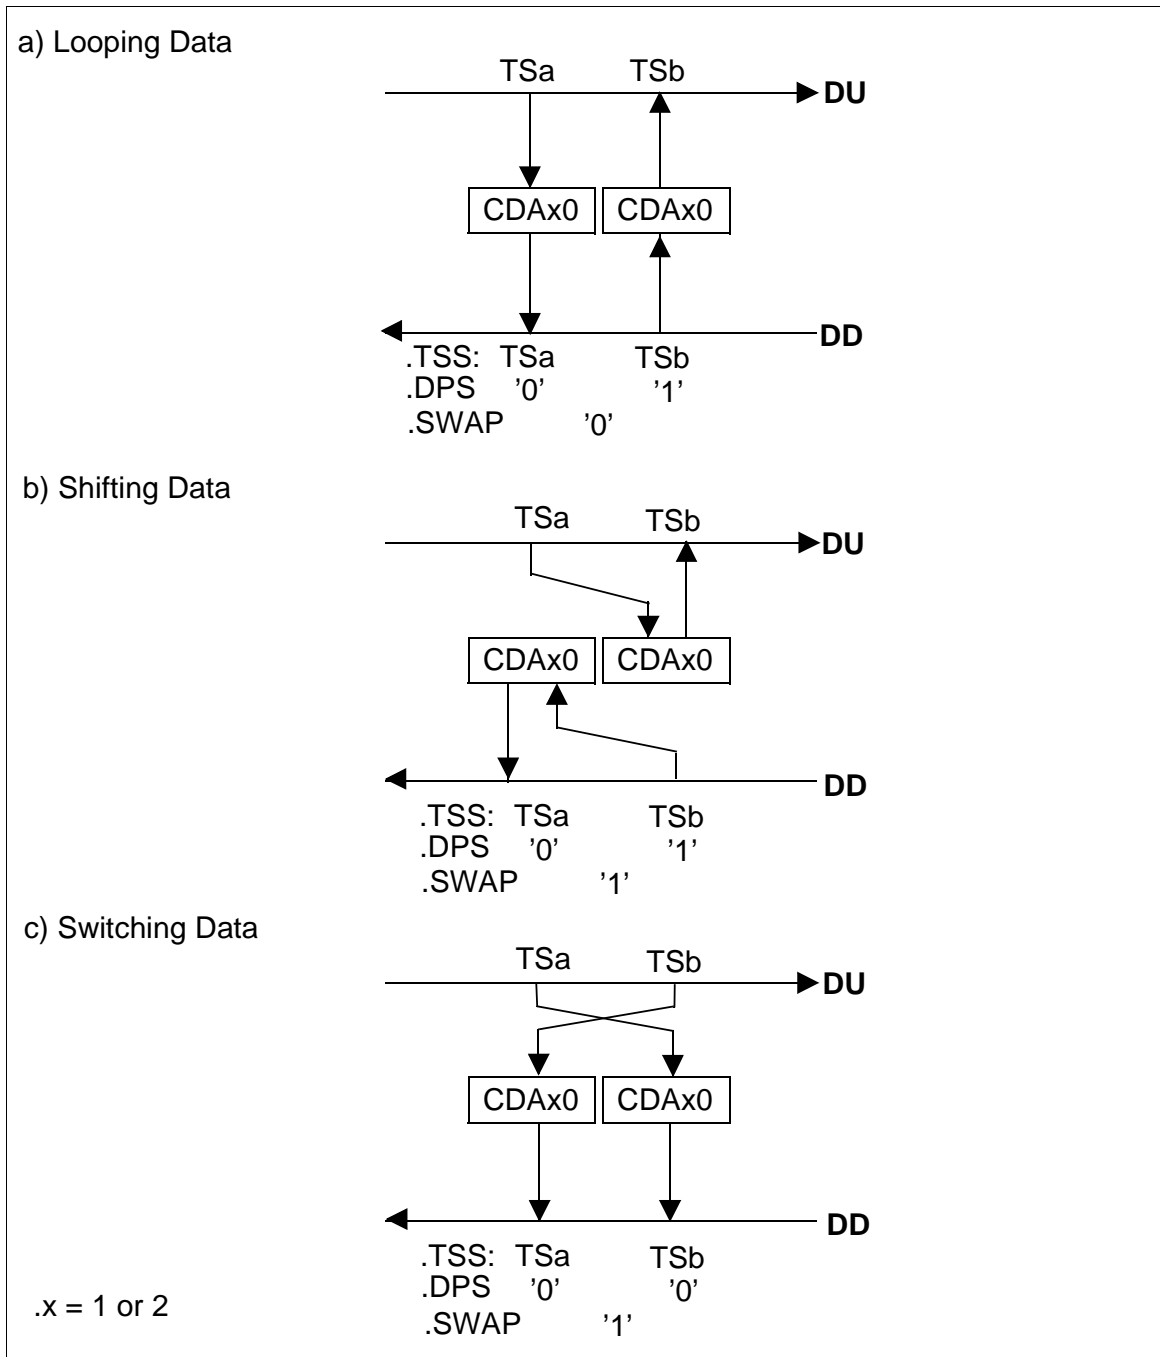 a) Looping Data
TSa TSb
DU
CDAx0 CDAx0
DD
.TSS: TSa TSb
.DPS ’0’ ’1’
.SWAP ’0’
b) Shifting Data
TSa TSb
DU
CDAx0 CDAx0
DD
.TSS: TSa TSb
.DPS ’0’ ’1’
.SWAP ’1’
c) Switching Data
TSa TSb
DU
CDAx0 CDAx0
DD
.TSS: TSa TSb
.DPS ’0’ ’0’
.x = 1 or 2
.SWAP ’1’